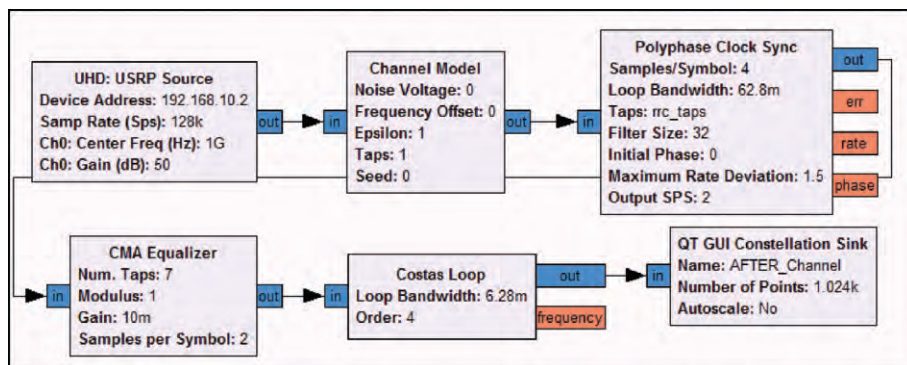 UHD: USRP Source
Device Address: 192.168.10.2
Samp Rate (Sps): 128k
Ch0: Center Freq (Hz): 1G
Ch0: Gain (dB): 50
out
in
Channel Model
Noise Voltage: 0
Frequency Offset: 0
Epsilon: 1
Taps: 1
Seed: 0
out
in
Polyphase Clock Sync
Samples/Symbol: 4
Loop Bandwidth: 62.8m
Taps: rrc_taps
Filter Size: 32
Initial Phase: 0
Maximum Rate Deviation: 1.5
Output SPS: 2
out
err
rate
phase
in
CMA Equalizer
Num. Taps: 7
Modulus: 1
Gain: 10m
Samples per Symbol: 2
out
in
Costas Loop
Loop Bandwidth: 6.28m
Order: 4
out
frequency
in
QT GUI Constellation Sink
Name: AFTER_Channel
Number of Points: 1.024k
Autoscale: No